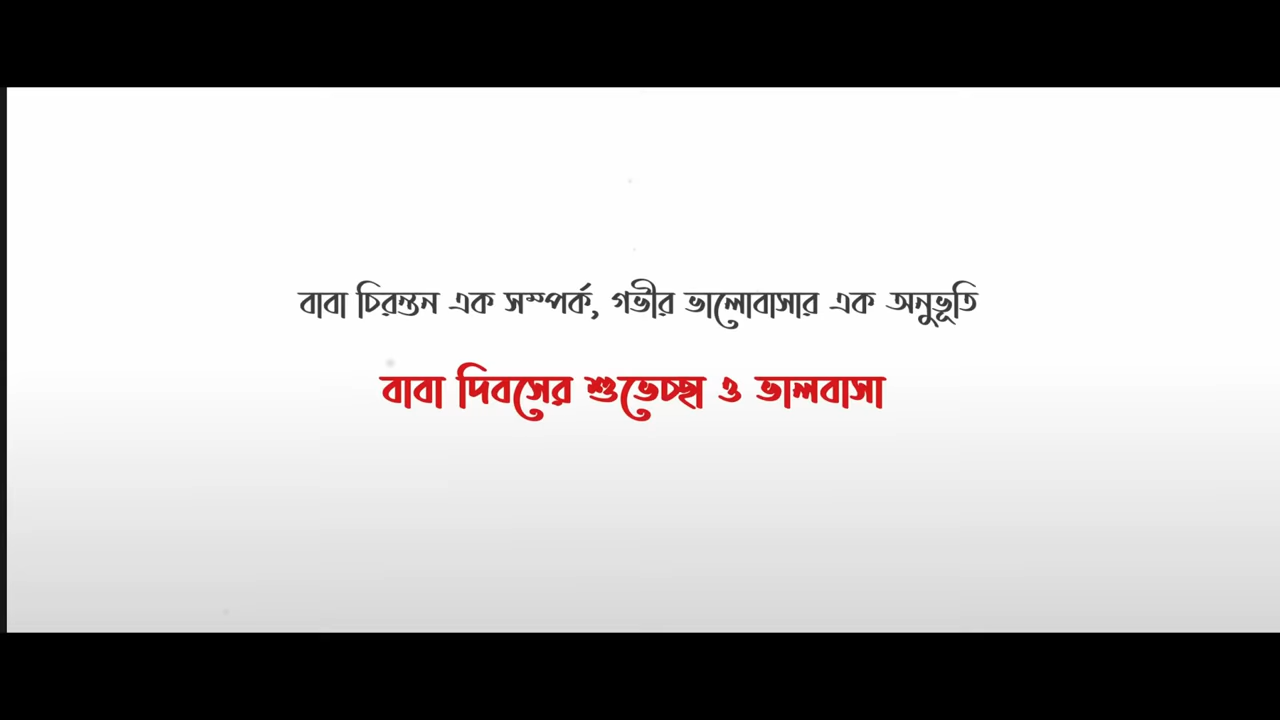 বাবা চিরন্তন এক সম্পর্ক, গভীর ভালোবাসার এক অনুভূতি
বাবা দিবসের শুভেচ্ছা ও ভালবাসা